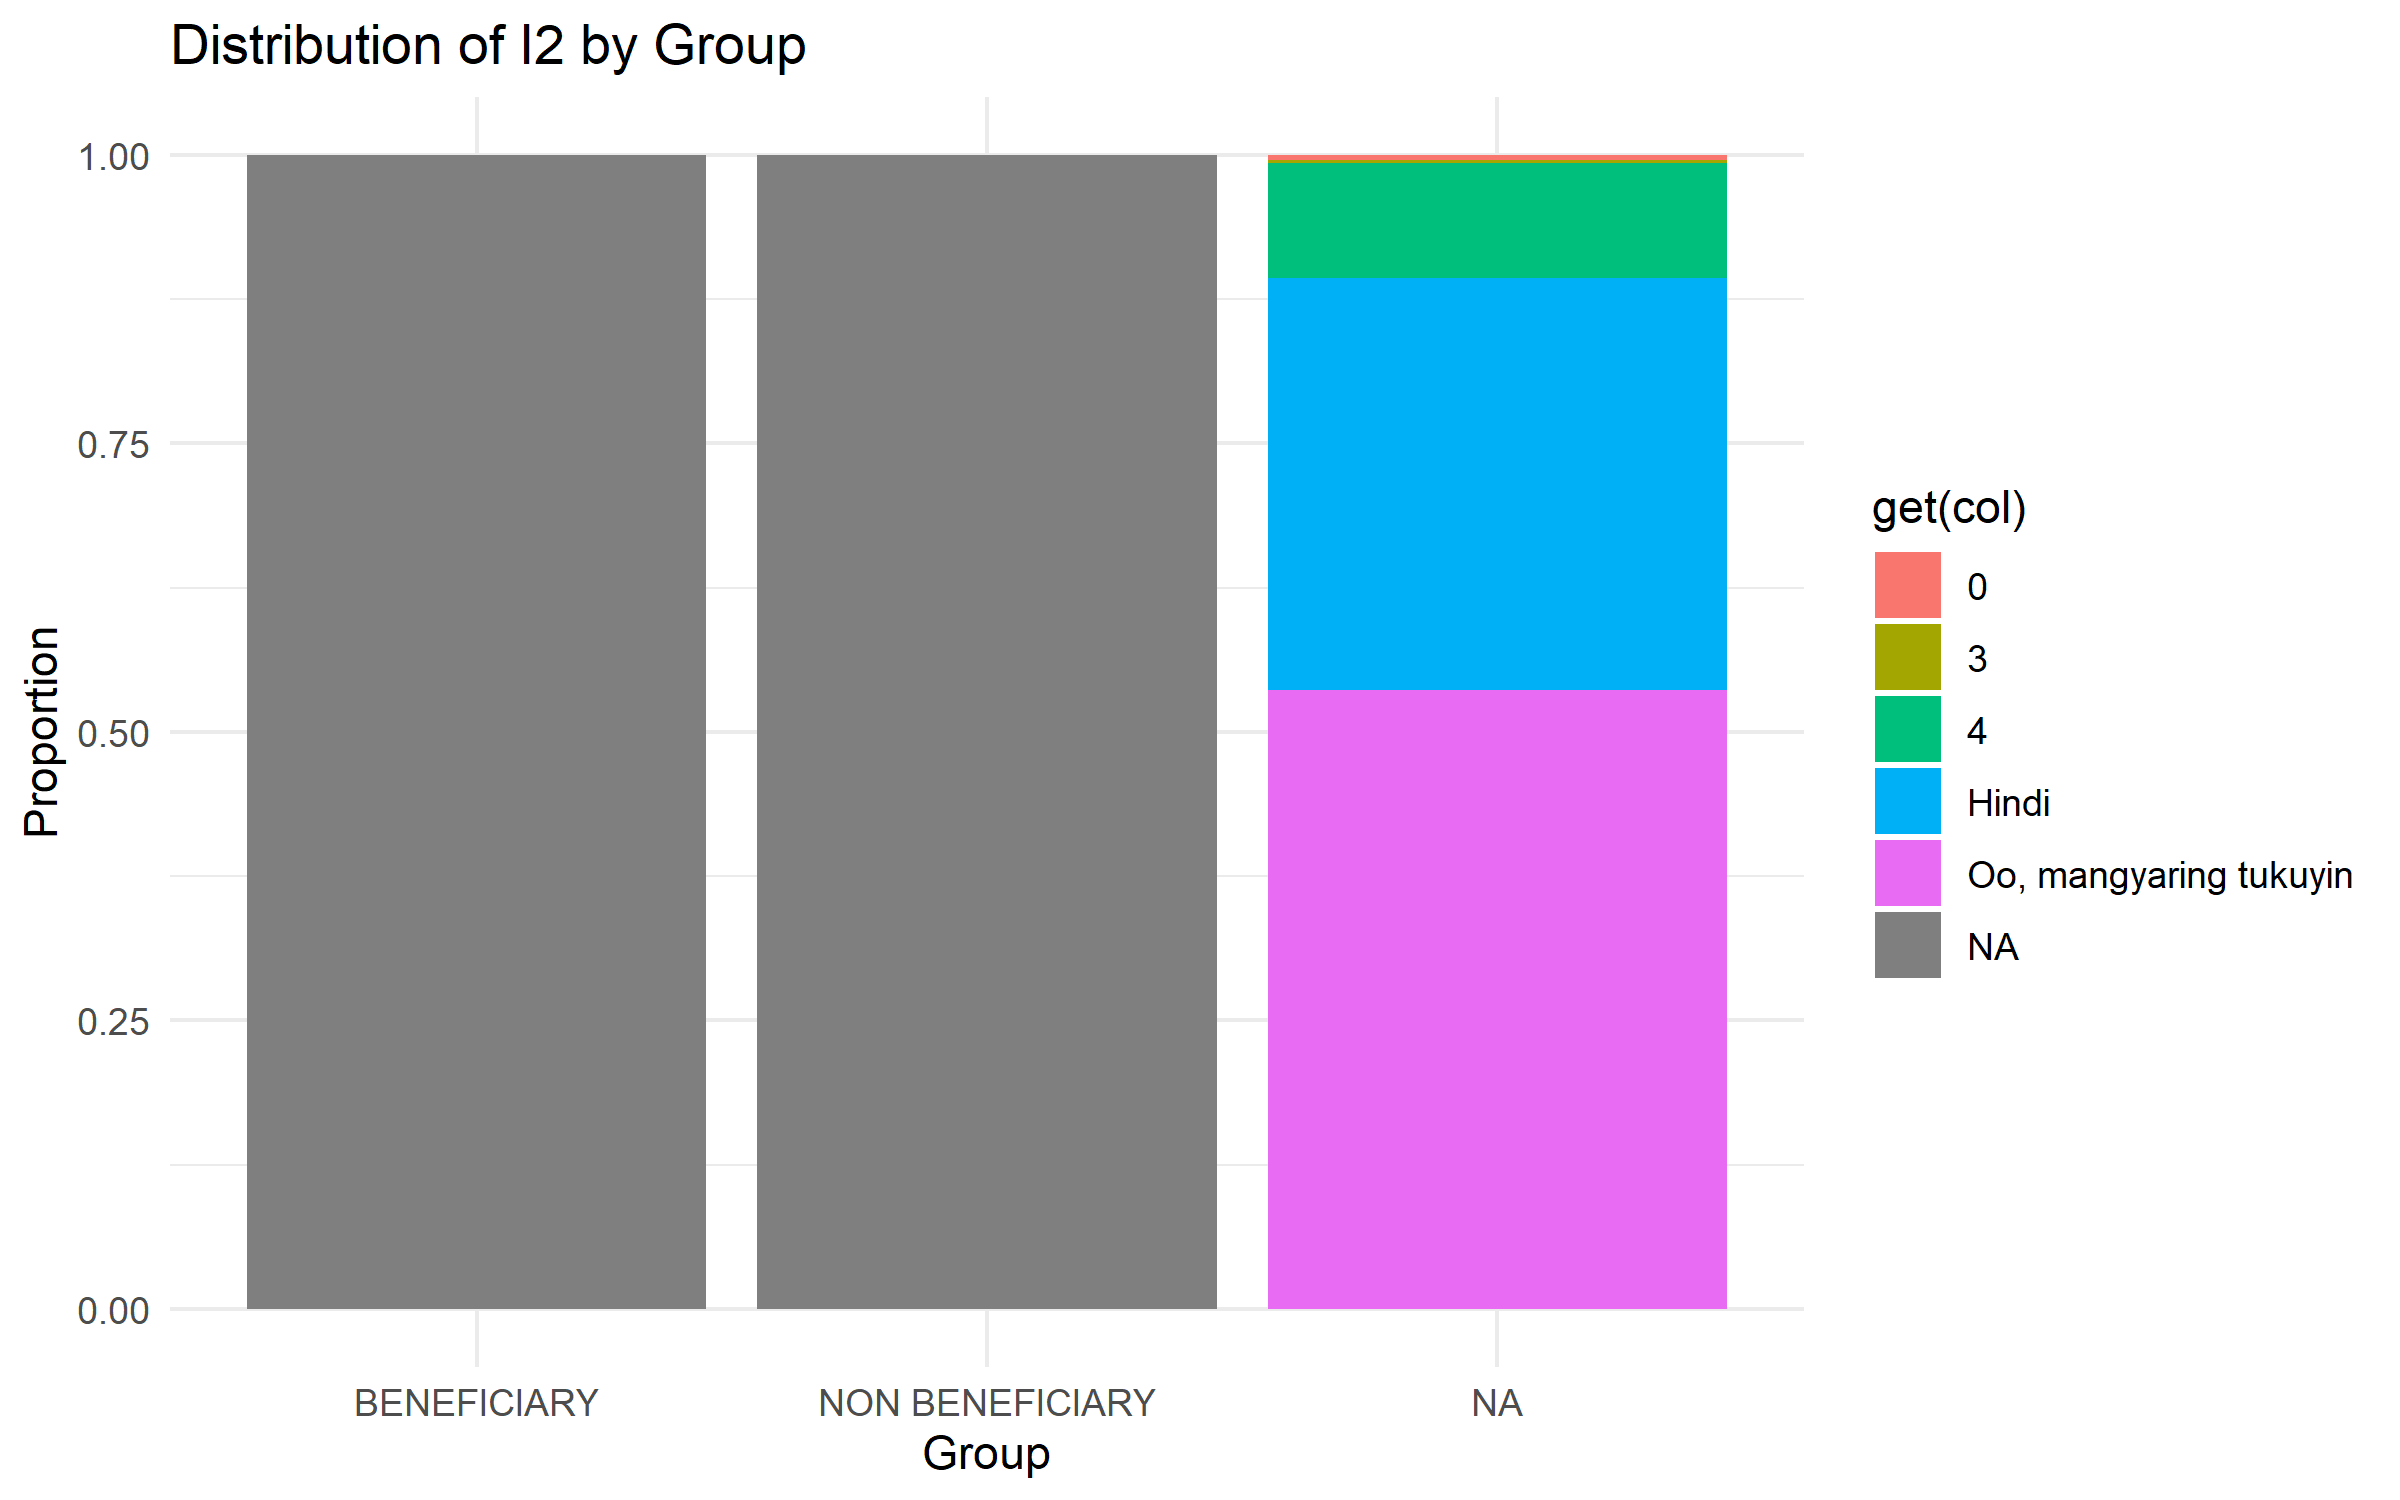 Distribution of I2 by Group
Proportion
1.00
0.75
0.50
0.25
0.00
BENEFICIARY
NON BENEFICIARY
NA
Group
get(col)
0
3
4
Hindi
Oo, mangyaring tukuyin
NA